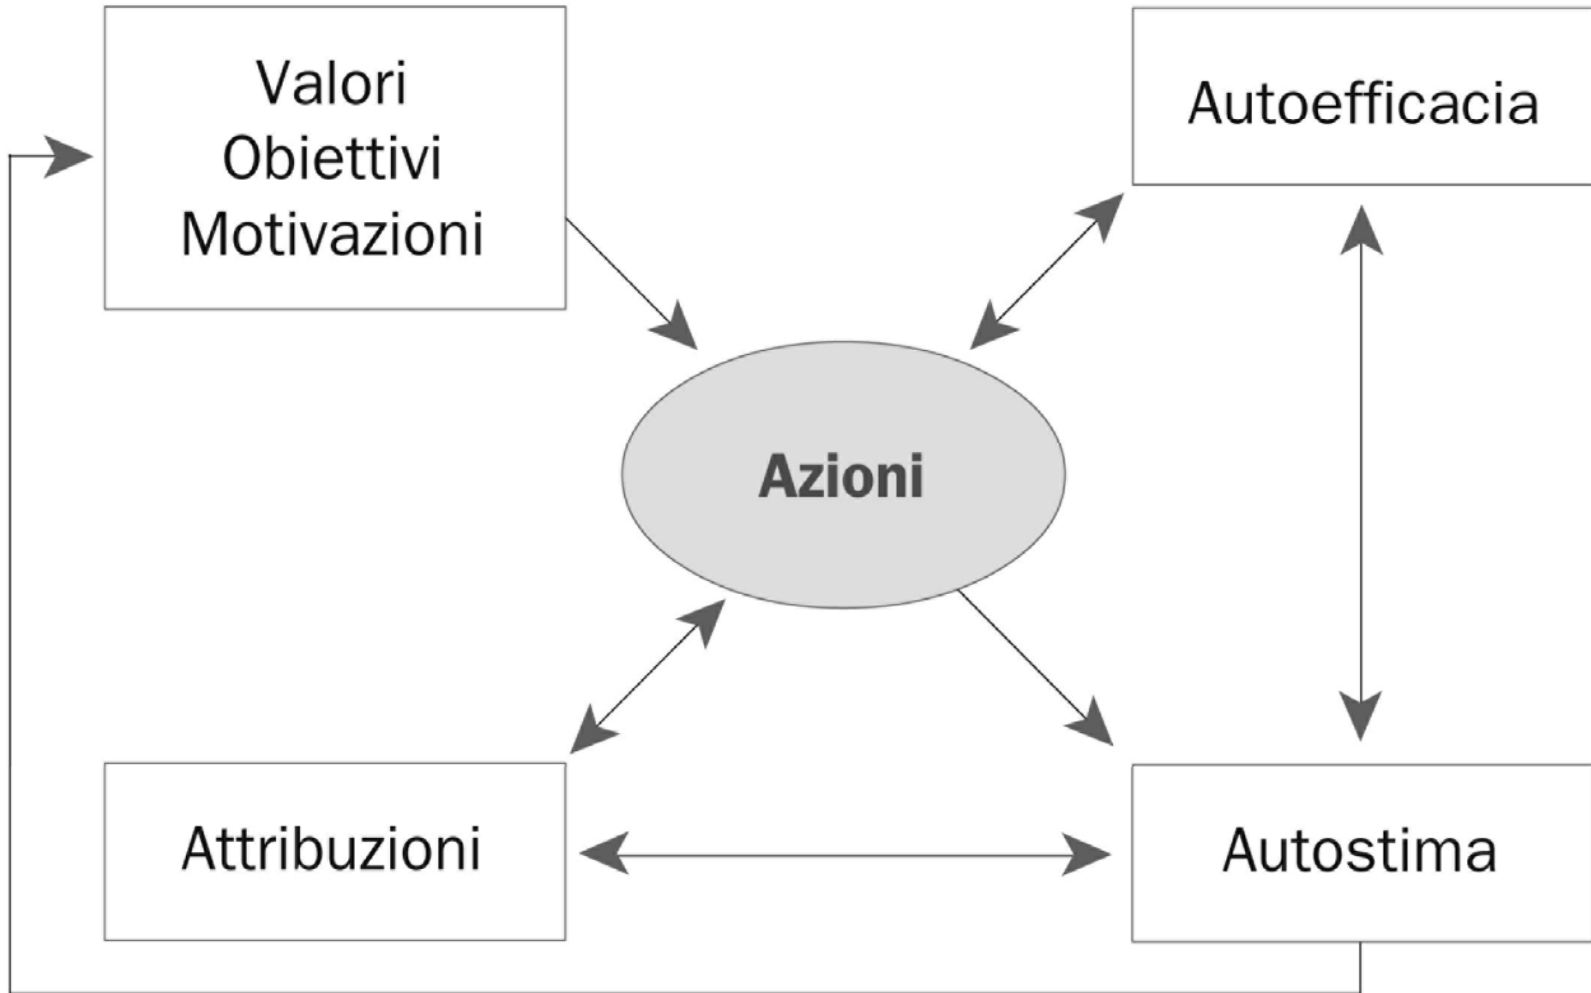 Valori
Obiettivi
Motivazioni
Autoefficacia
Azioni
Attribuzioni
Autostima